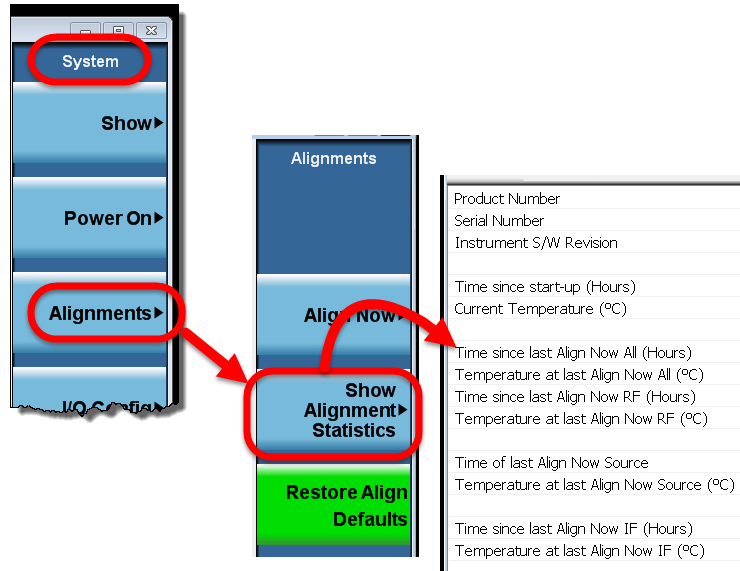 System
Show
Power On
Alignments
I/O Config
Alignments
Align Now
Show
Alignment
Statistics
Restore Align
Defaults
Product Number
Serial Number
Instrument S/W Revision
Time since start-up (Hours)
Current Temperature (ºC)
Time since last Align Now All (Hours)
Temperature at last Align Now All (ºC)
Time since last Align Now RF (Hours)
Temperature at last Align Now RF (ºC)
Time of last Align Now Source
Temperature at last Align Now Source (ºC)
Time since last Align Now IF (Hours)
Temperature at last Align Now IF (ºC)